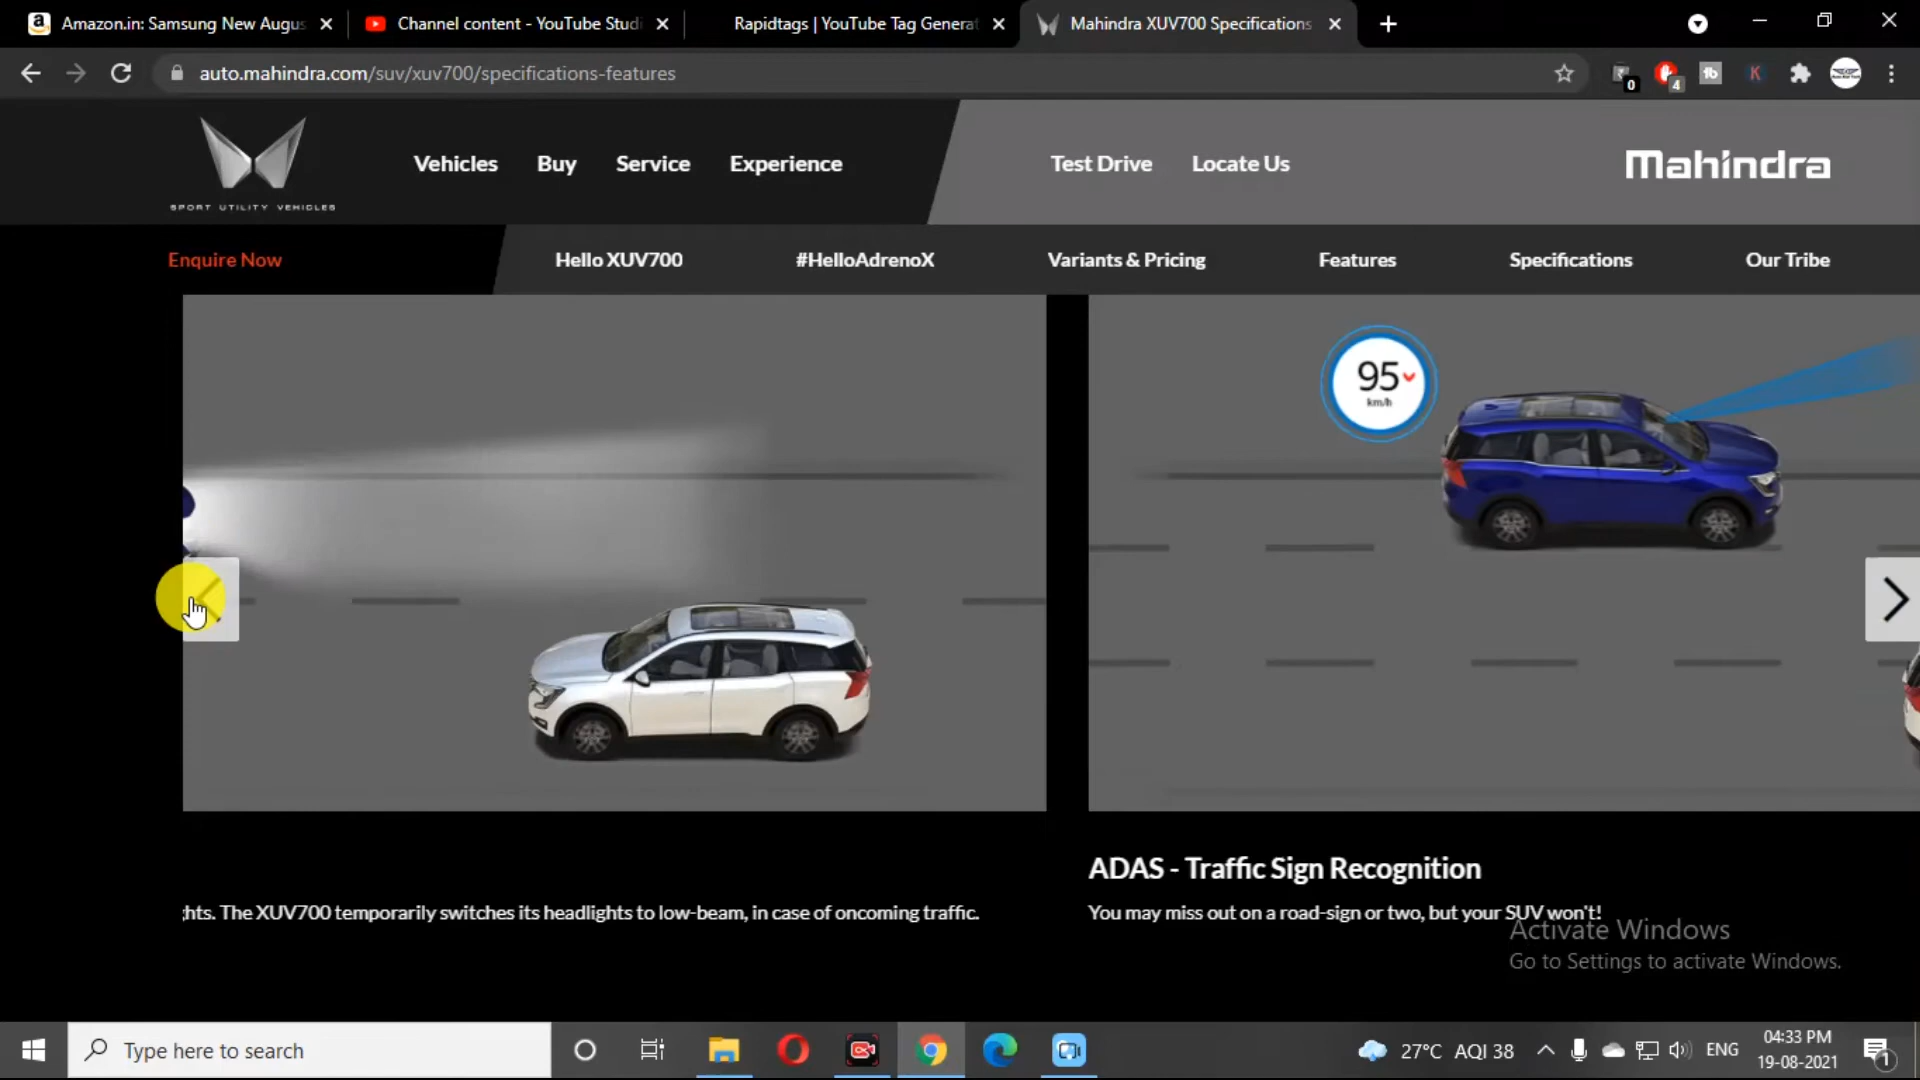 Amazon.in: Samsung New Augus
Channel content - YouTube Studi
Rapidtags | YouTube Tag Generat
Mahindra XUV700 Specifications
auto.mahindra.com/suv/xuv700/specifications-features
0
4
tb
K
SPORT UTILITY VEHICLES
Vehicles
Buy
Service
Experience
Test Drive
Locate Us
Mahindra
Enquire Now
Hello XUV700
#HelloAdrenoX
Variants & Pricing
Features
Specifications
Our Tribe
95
km/h
ADAS - Traffic Sign Recognition
hts. The XUV700 temporarily switches its headlights to low-beam, in case of oncoming traffic.
You may miss out on a road-sign or two, but your SUV won't!
Activate Windows
Go to Settings to activate Windows.
Type here to search
27°C AQI 38
ENG
04:33 PM
19-08-2021
1